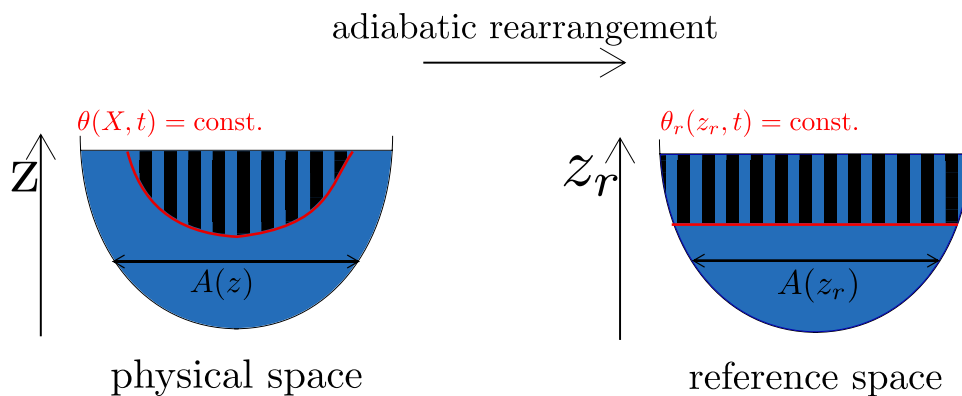 adiabatic rearrangement
θ(X, t) = const.
θ_r(z_r, t) = const.
z
z_r
A(z)
A(z_r)
physical space
reference space